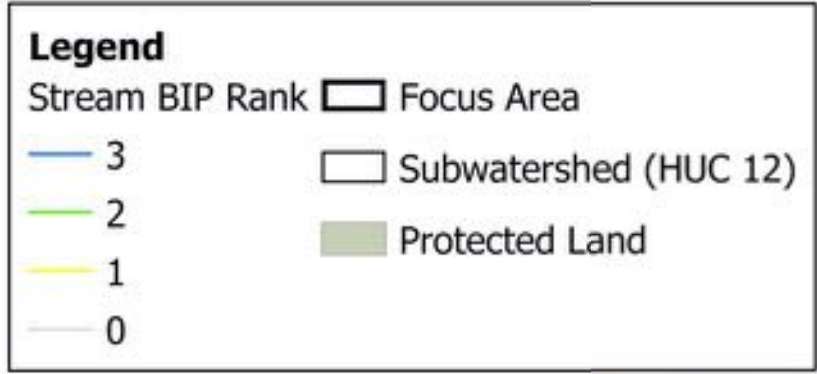 Legend
Stream BIP Rank
3
2
1
0
Focus Area
Subwatershed (HUC 12)
Protected Land